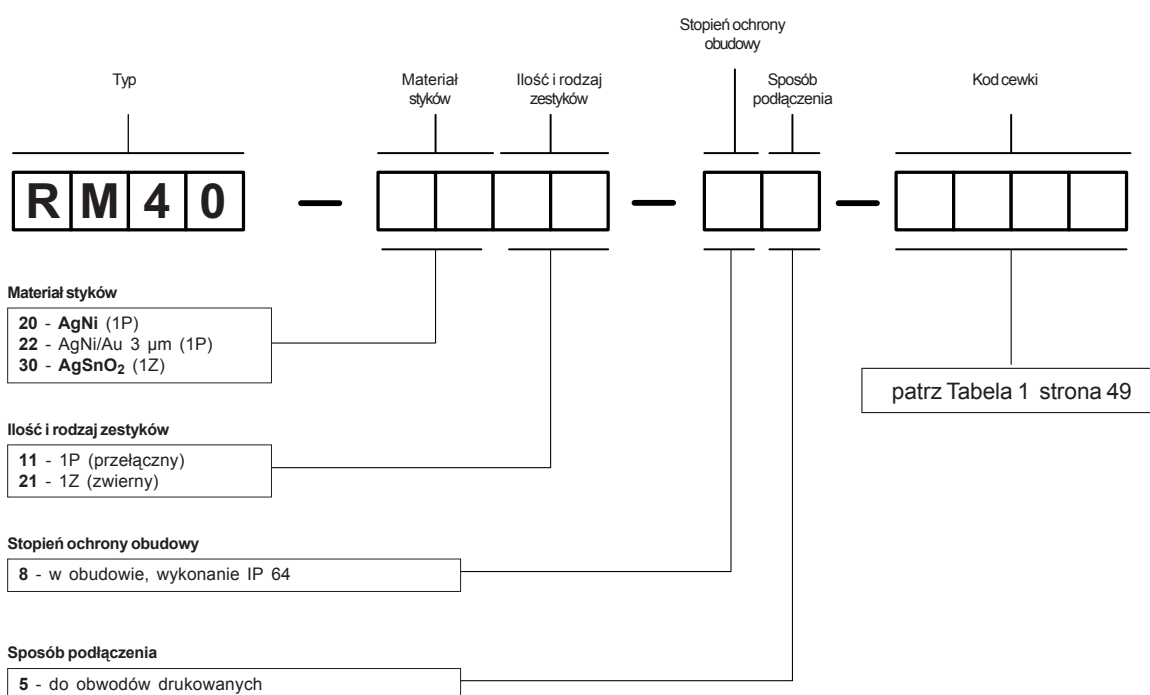 Stopień ochrony
obudowy
Typ
Materiał
styków
Ilość i rodzaj
zestyków
Sposób
podłączenia
Kod cewki
RM40 — —  —
Materiał styków
20 - AgNi (1P)
22 - AgNi/Au 3 µm (1P)
30 - AgSnO₂ (1Z)
patrz Tabela 1 strona 49
Ilość i rodzaj zestyków
11 - 1P (przełączny)
21 - 1Z (zwierny)
Stopień ochrony obudowy
8 - w obudowie, wykonanie IP 64
Sposób podłączenia
5 - do obwodów drukowanych